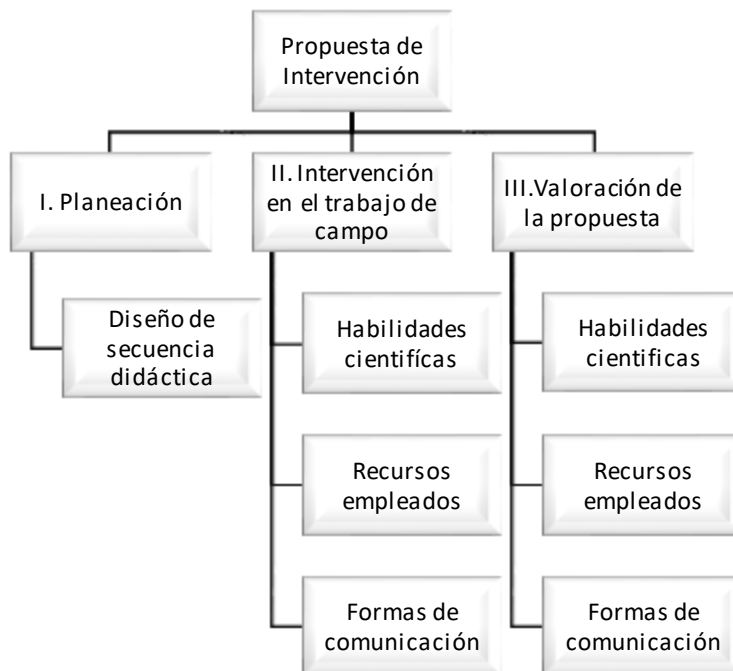 Propuesta de
Intervención
I. Planeación
II. Intervención
en el trabajo de
campo
III.Valoración de
la propuesta
Diseño de
secuencia
didáctica
Habilidades
cientifícas
Recursos
empleados
Formas de
comunicación
Habilidades
cientificas
Recursos
empleados
Formas de
comunicación